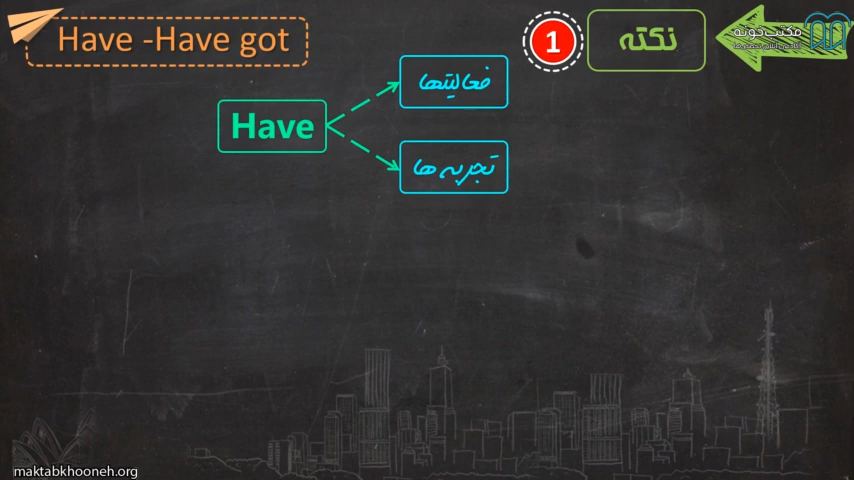 Have -Have got
1
نکته
مکتب خونه
Have
فعالیتها
تجربه ها
maktabkhooneh.org